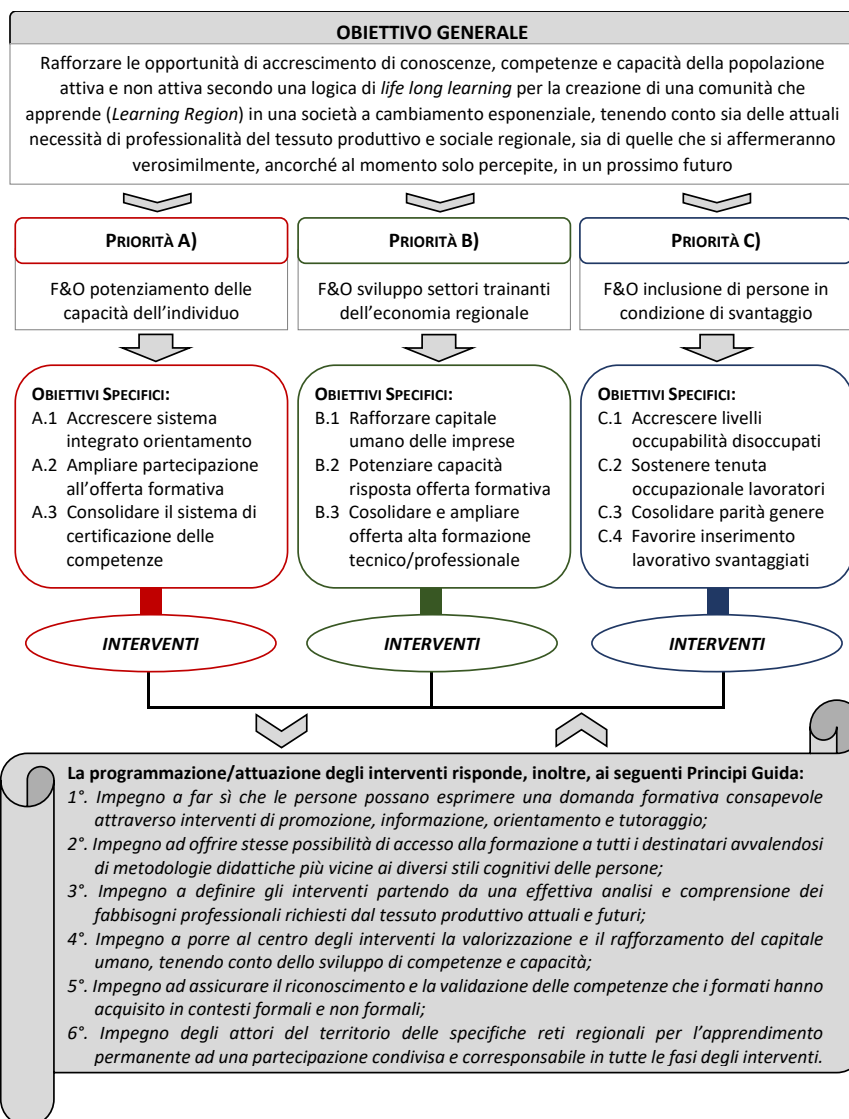 OBIETTIVO GENERALE
Rafforzare le opportunità di accrescimento di conoscenze, competenze e capacità della popolazione
attiva e non attiva secondo una logica di life long learning per la creazione di una comunità che
apprende (Learning Region) in una società a cambiamento esponenziale, tenendo conto sia delle attuali
necessità di professionalità del tessuto produttivo e sociale regionale, sia di quelle che si affermeranno
verosimilmente, ancorché al momento solo percepite, in un prossimo futuro
PRIORITÀ A)
F&O potenziamento delle
capacità dell'individuo
OBIETTIVI SPECIFICI:
A.1 Accrescere sistema
integrato orientamento
A.2 Ampliare partecipazione
all'offerta formativa
A.3 Consolidare il sistema di
certificazione delle
competenze
INTERVENTI
PRIORITÀ B)
F&O sviluppo settori trainanti
dell'economia regionale
OBIETTIVI SPECIFICI:
B.1 Rafforzare capitale
umano delle imprese
B.2 Potenziare capacità
risposta offerta formativa
B.3 Cosolidare e ampliare
offerta alta formazione
tecnico/professionale
INTERVENTI
PRIORITÀ C)
F&O inclusione di persone in
condizione di svantaggio
OBIETTIVI SPECIFICI:
C.1 Accrescere livelli
occupabilità disoccupati
C.2 Sostenere tenuta
occupazionale lavoratori
C.3 Cosolidare parità genere
C.4 Favorire inserimento
lavorativo svantaggiati
INTERVENTI
La programmazione/attuazione degli interventi risponde, inoltre, ai seguenti Principi Guida:
1°. Impegno a far sì che le persone possano esprimere una domanda formativa consapevole
attraverso interventi di promozione, informazione, orientamento e tutoraggio;
2°. Impegno ad offrire stesse possibilità di accesso alla formazione a tutti i destinatari avvalendosi
di metodologie didattiche più vicine ai diversi stili cognitivi delle persone;
3°. Impegno a definire gli interventi partendo da una effettiva analisi e comprensione dei
fabbisogni professionali richiesti dal tessuto produttivo attuali e futuri;
4°. Impegno a porre al centro degli interventi la valorizzazione e il rafforzamento del capitale
umano, tenendo conto dello sviluppo di competenze e capacità;
5°. Impegno ad assicurare il riconoscimento e la validazione delle competenze che i formati hanno
acquisito in contesti formali e non formali;
6°. Impegno degli attori del territorio delle specifiche reti regionali per l'apprendimento
permanente ad una partecipazione condivisa e corresponsabile in tutte le fasi degli interventi.